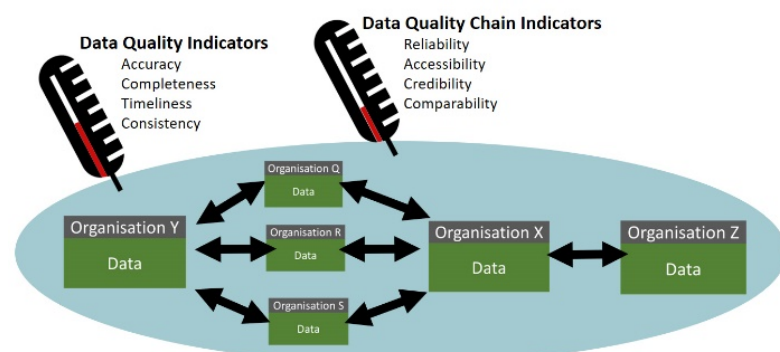 Data Quality Chain Indicators
Reliability
Accessibility
Credibility
Comparability
Data Quality Indicators
Accuracy
Completeness
Timeliness
Consistency
Organisation Q
Data
Organisation Y
Data
Organisation R
Data
Organisation X
Data
Organisation Z
Data
Organisation S
Data